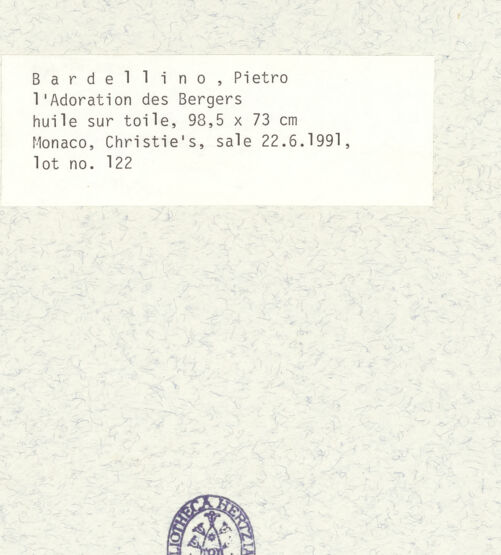 Bardellino, Pietro
l'Adoration des Bergers
huile sur toile, 98,5 x 73 cm
Monaco, Christie's, sale 22.6.1991,
lot no. 122